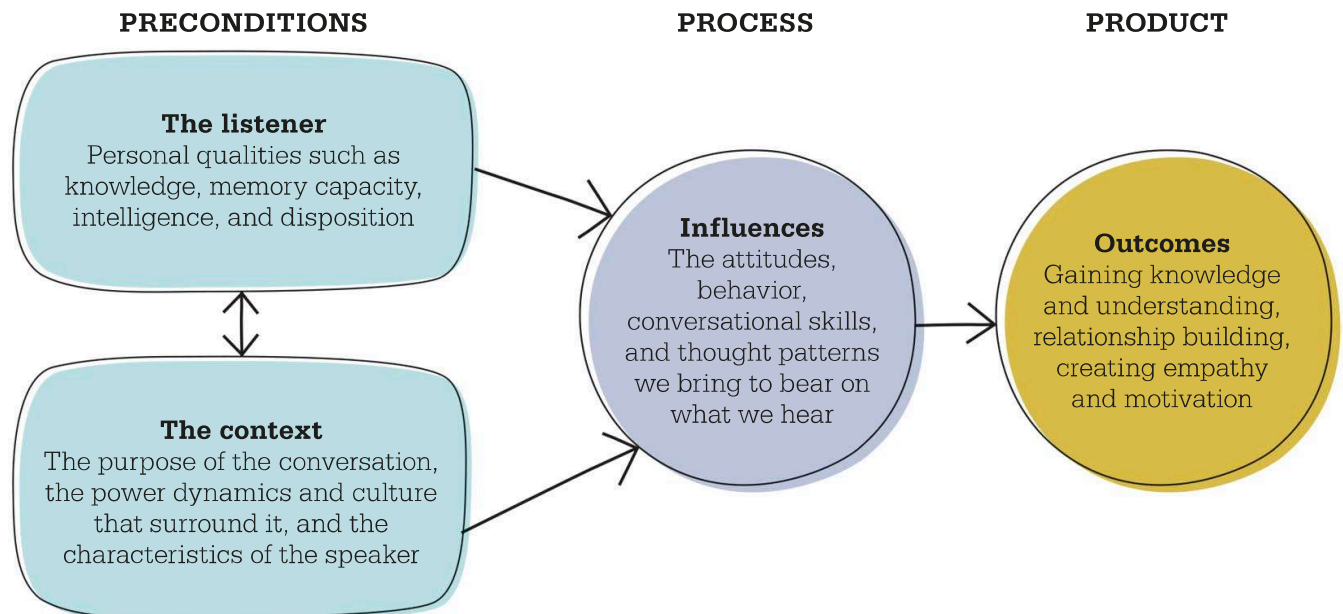 PRECONDITIONS
PROCESS
PRODUCT
The listener
Personal qualities such as
knowledge, memory capacity,
intelligence, and disposition
The context
The purpose of the conversation,
the power dynamics and culture
that surround it, and the
characteristics of the speaker
Influences
The attitudes,
behavior,
conversational skills,
and thought patterns
we bring to bear on
what we hear
Outcomes
Gaining knowledge
and understanding,
relationship building,
creating empathy
and motivation